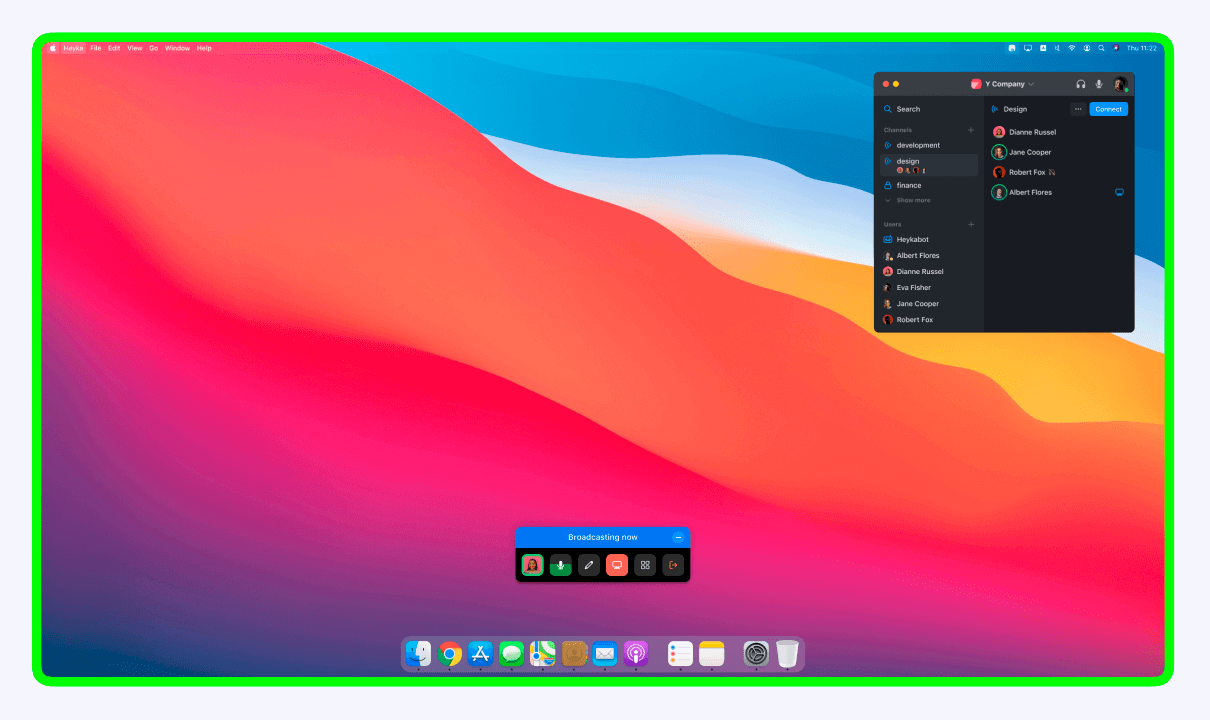 Heyka File Edit View Go Window Help
Thu 11:22
Y Company
Search
Channels
development
design
finance
Show more
Users
Heykabot
Albert Flores
Dianne Russel
Eva Fisher
Jane Cooper
Robert Fox
Design
Connect
Dianne Russel
Jane Cooper
Robert Fox
Albert Flores
Broadcasting now